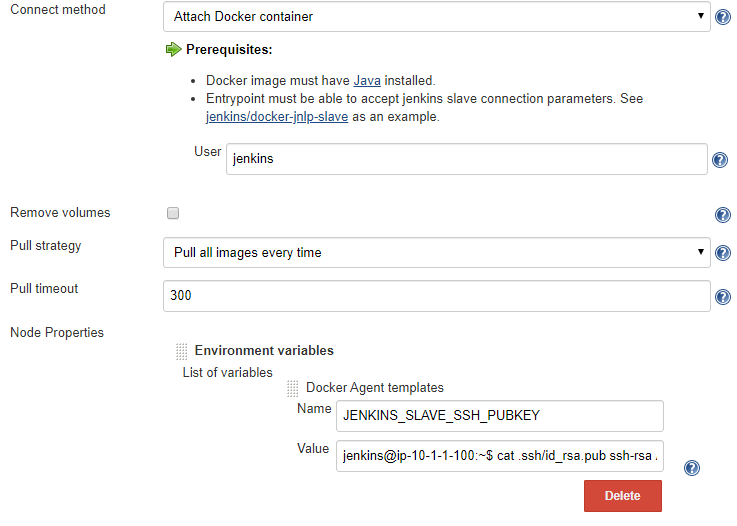 Connect method
Attach Docker container
Prerequisites:
Docker image must have Java installed.
Entrypoint must be able to accept jenkins slave connection parameters. See
jenkins/docker-jnlp-slave as an example.
User
jenkins
Remove volumes
Pull strategy
Pull all images every time
Pull timeout
300
Node Properties
Environment variables
List of variables
Docker Agent templates
Name
JENKINS_SLAVE_SSH_PUBKEY
Value
jenkins@ip-10-1-1-100:~$ cat .ssh/id_rsa.pub ssh-rsa
Delete